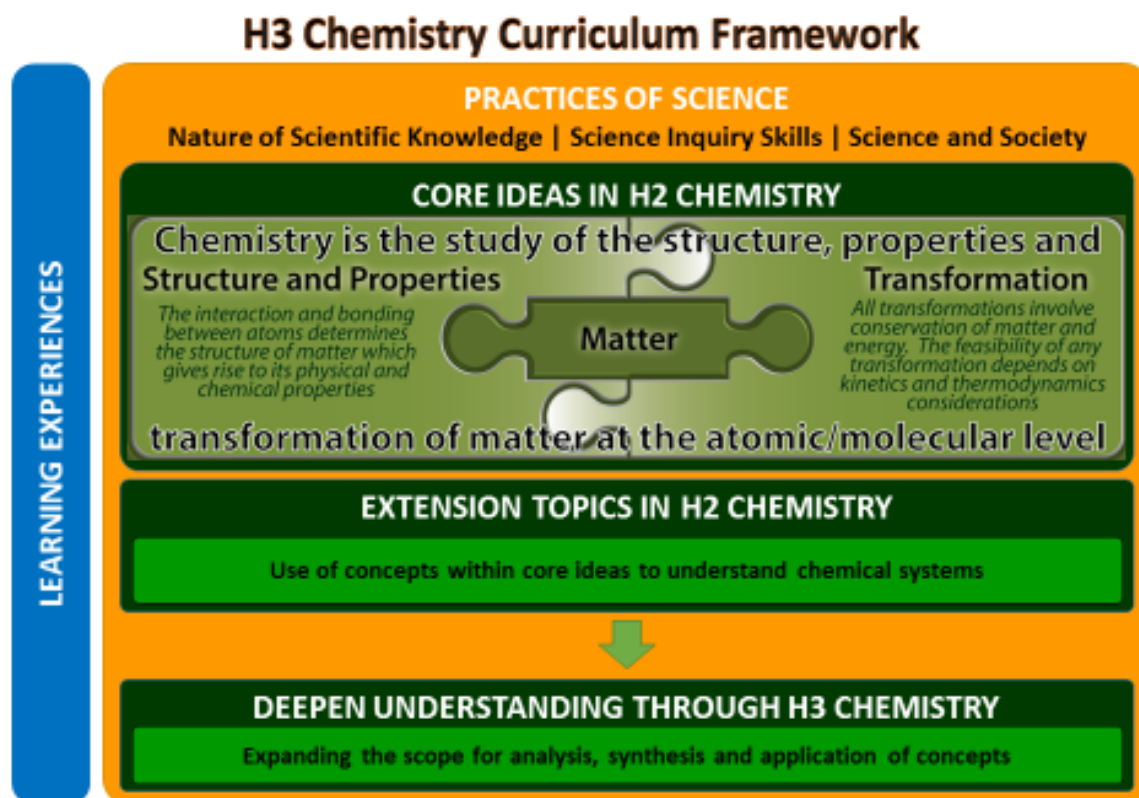 H3 Chemistry Curriculum Framework
LEARNING EXPERIENCES
PRACTICES OF SCIENCE
Nature of Scientific Knowledge | Science Inquiry Skills | Science and Society
CORE IDEAS IN H2 CHEMISTRY
Chemistry is the study of the structure, properties and
Structure and Properties
The interaction and bonding
between atoms determines
the structure of matter which
gives rise to its physical and
chemical properties
Matter
Transformation
All transformations involve
conservation of matter and
energy. The feasibility of any
transformation depends on
kinetics and thermodynamics
considerations
transformation of matter at the atomic/molecular level
EXTENSION TOPICS IN H2 CHEMISTRY
Use of concepts within core ideas to understand chemical systems
DEEPEN UNDERSTANDING THROUGH H3 CHEMISTRY
Expanding the scope for analysis, synthesis and application of concepts